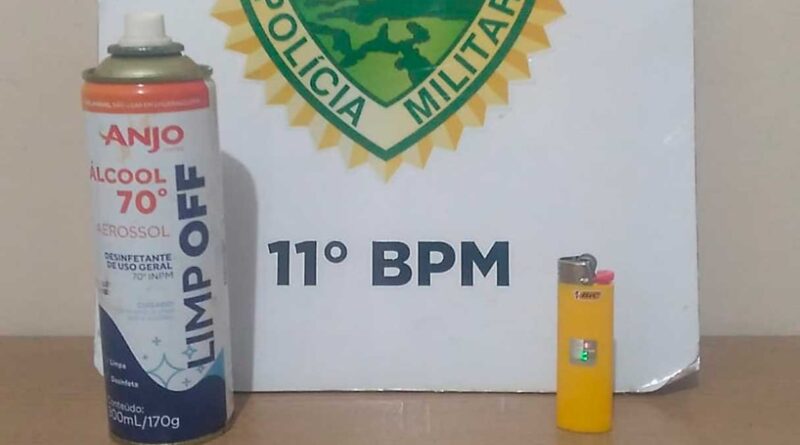 POLÍCIA MILITAR
11º BPM
ANJO
ÁLCOOL
70°
AEROSSOL
LIMP OFF
DESINFETANTE
DE USO GERAL
70° INPM
Limpa
Desinfeta
Conteúdo:
300mL/170g
BIC